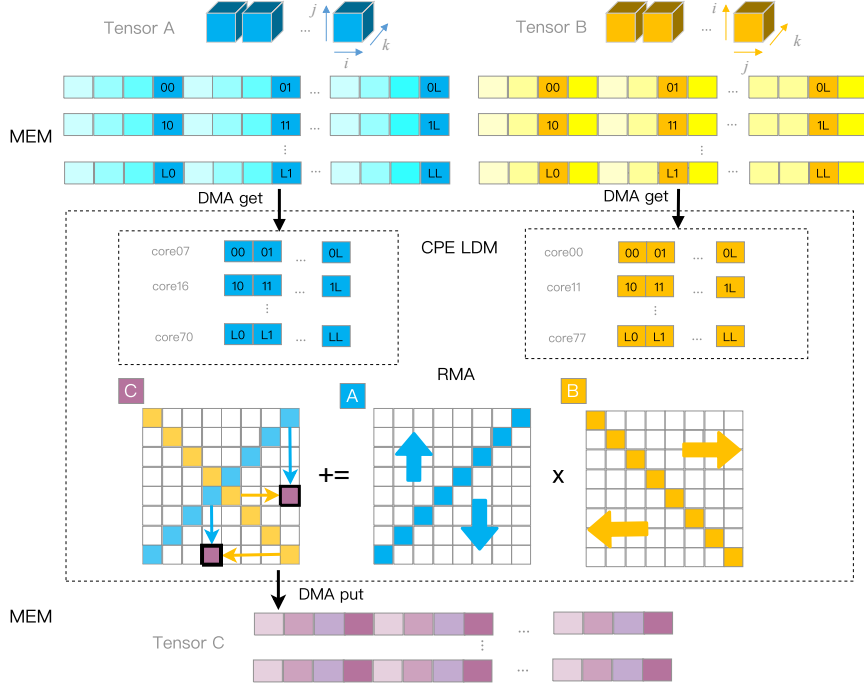 Tensor A ... j i k
Tensor B ... i j k
00 01 ... 0L
00 01 ... 0L
MEM
10 11 ... 1L
10 11 ... 1L
⋮
⋮
L0 L1 ... LL
L0 L1 ... LL
DMA get
DMA get
CPE LDM
core07 00 01 ... 0L
core16 10 11 ... 1L
⋮
core70 L0 L1 ... LL
core00 00 01 ... 0L
core11 10 11 ... 1L
⋮
core77 L0 L1 ... LL
RMA
C
A
B
+=
x
DMA put
MEM
Tensor C
...
⋮
...